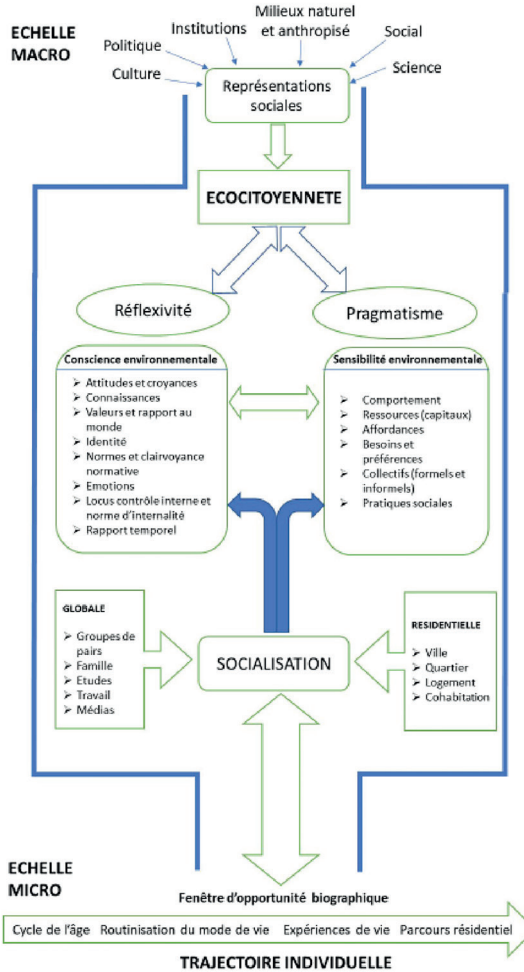 ECHELLE
MACRO
Institutions
Milieux naturel
et anthropisé
Social
Politique
Culture
Science
Représentations
sociales
ECOCITOYENNETE
Réflexivité
Pragmatisme
Conscience environnementale
➤ Attitudes et croyances
➤ Connaissances
➤ Valeurs et rapport au
monde
➤ Identité
➤ Normes et clairvoyance
normative
➤ Emotions
➤ Locus contrôle interne et
norme d'internalité
➤ Rapport temporel
Sensibilité environnementale
➤ Comportement
➤ Ressources (capitaux)
➤ Affordances
➤ Besoins et
préférences
➤ Collectifs (formels et
informels)
➤ Pratiques sociales
GLOBALE
➤ Groupes de
pairs
➤ Famille
➤ Etudes
➤ Travail
➤ Médias
SOCIALISATION
RESIDENTIELLE
➤ Ville
➤ Quartier
➤ Logement
➤ Cohabitation
ECHELLE
MICRO
Fenêtre d'opportunité biographique
Cycle de l'âge Routinisation du mode de vie Expériences de vie Parcours résidentiel
TRAJECTOIRE INDIVIDUELLE